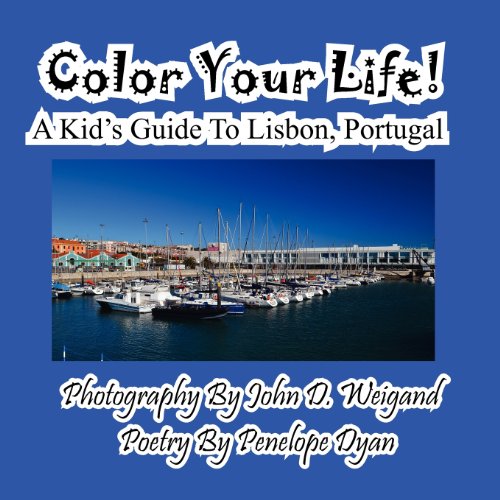 Color Your Life!
A Kid's Guide To Lisbon, Portugal
Photography By John D. Weigand
Poetry By Penelope Dyan